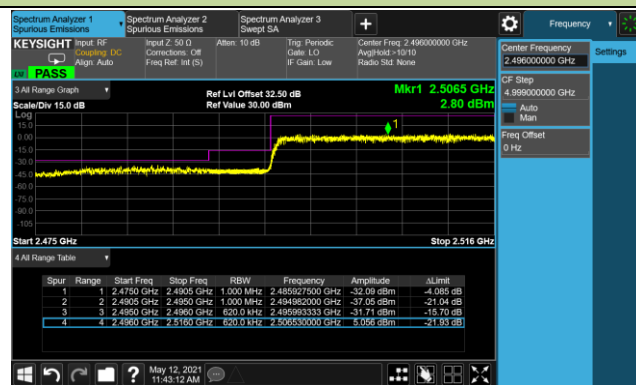 Spectrum Analyzer 1
Spurious Emissions
Spectrum Analyzer 2
Spurious Emissions
Spectrum Analyzer 3
Swept SA
+
Frequency
KEYSIGHT
Input: RF
Coupling: DC
Align: Auto
Input Z: 50 Ω
Corrections: Off
Freq Ref: Int (S)
Atten: 10 dB
Trig: Periodic
Gate: LO
IF Gain: Low
Center Freq: 2.496000000 GHz
Avg|Hold:>10/10
Radio Std: None
PASS
Center Frequency
2.496000000 GHz
Settings
CF Step
4.999000000 GHz
Auto
Man
Freq Offset
0 Hz
3 All Range Graph
Ref Lvl Offset 32.50 dB
Mkr1 2.5065 GHz
Scale/Div 15.0 dB
Ref Value 30.00 dBm
2.80 dBm
Log
15.0
0.00
-15.0
-30.0
-45.0
-60.0
-75.0
-90.0
-105
1
Start 2.475 GHz
Stop 2.516 GHz
4 All Range Table
Spur Range Start Freq Stop Freq RBW Frequency Amplitude ΔLimit
1 1 2.4750 GHz 2.4905 GHz 1.000 MHz 2.485927500 GHz -32.09 dBm -4.085 dB
2 2 2.4905 GHz 2.4950 GHz 1.000 MHz 2.494982000 GHz -37.05 dBm -21.04 dB
3 3 2.4950 GHz 2.4960 GHz 620.0 kHz 2.495993333 GHz -31.71 dBm -15.70 dB
4 4 2.4960 GHz 2.5160 GHz 620.0 kHz 2.506530000 GHz 5.056 dBm -21.93 dB
?
May 12, 2021
11:43:12 AM